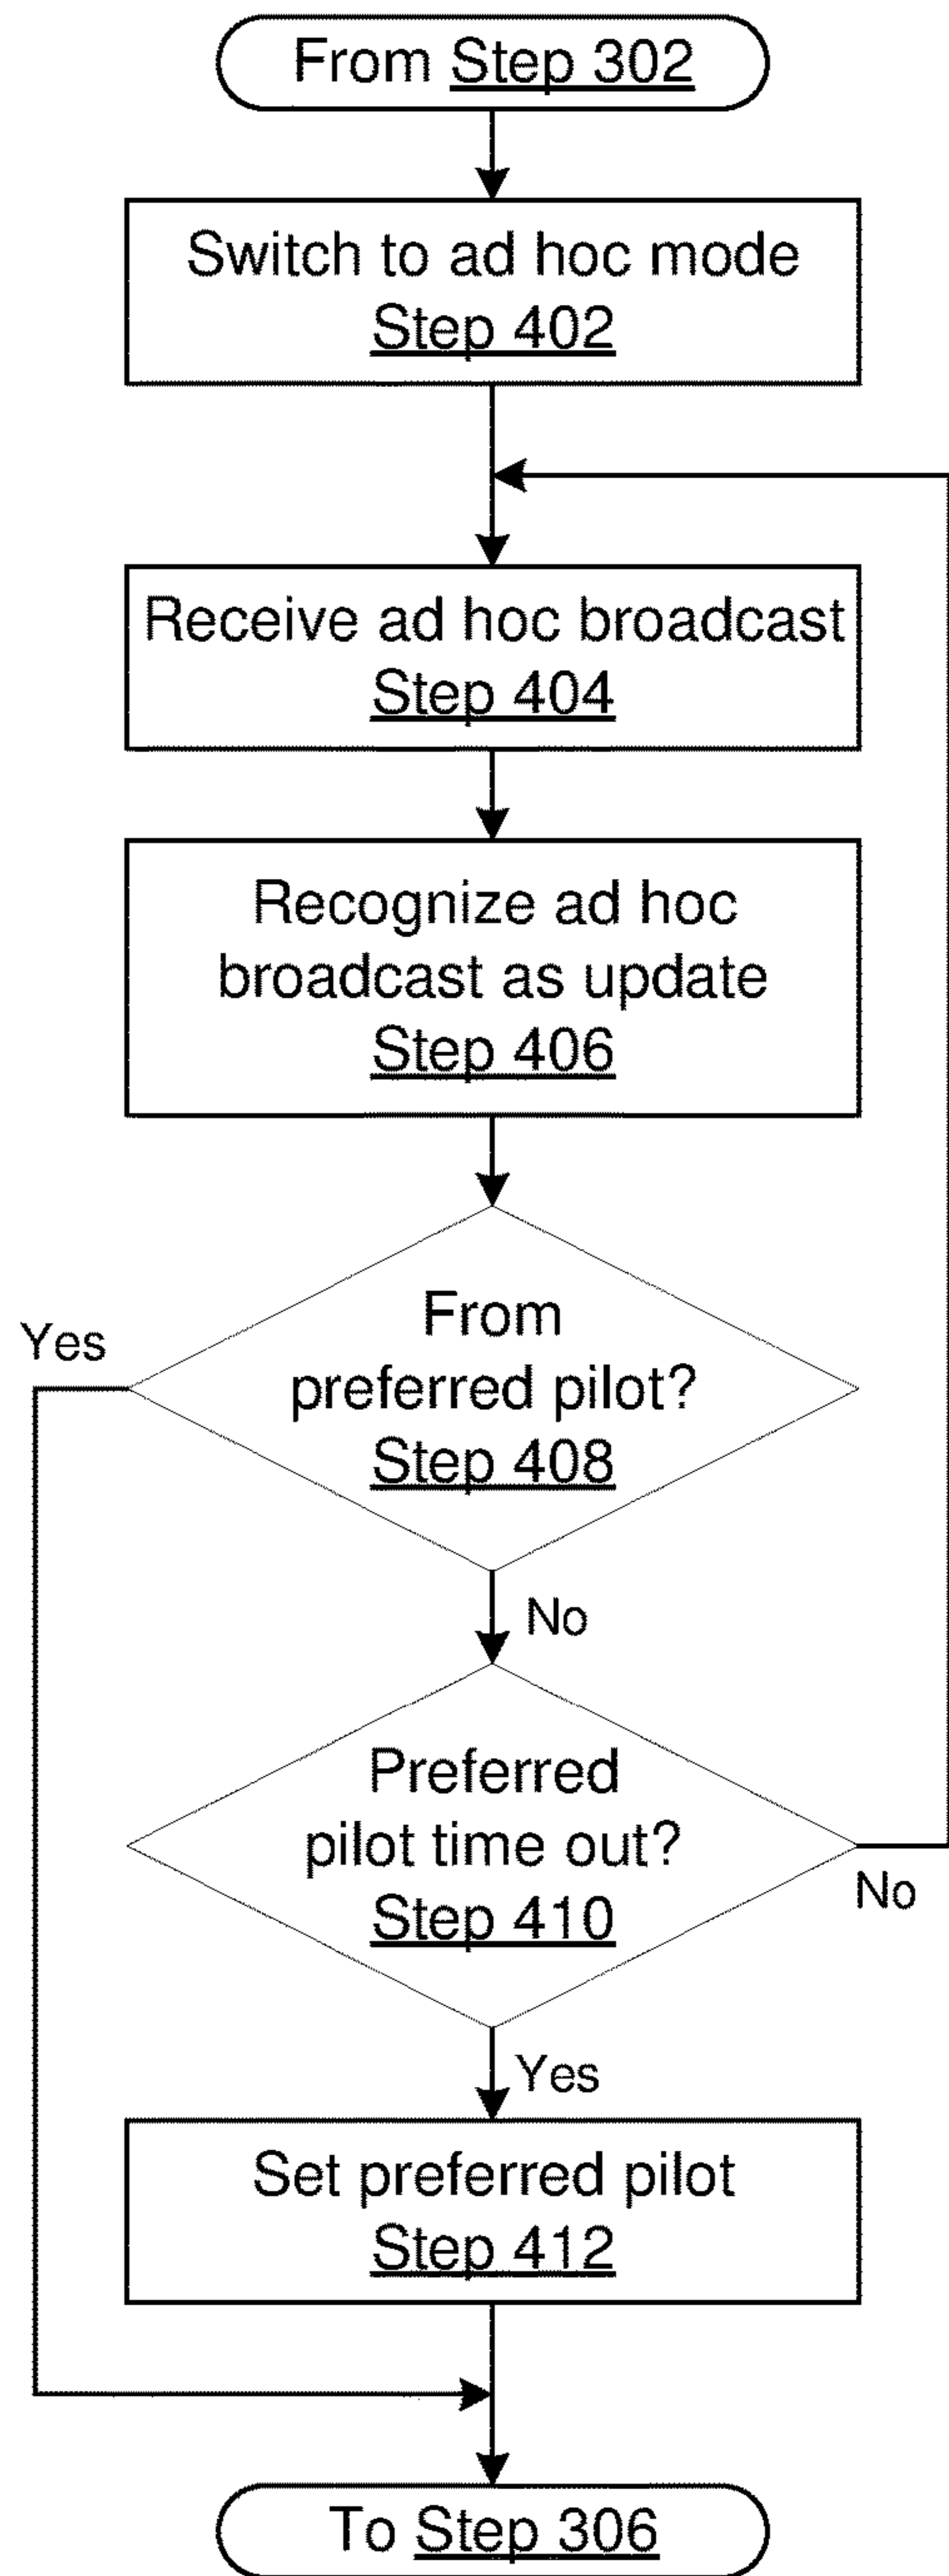 From Step 302
Switch to ad hoc mode
Step 402
Receive ad hoc broadcast
Step 404
Recognize ad hoc
broadcast as update
Step 406
From
preferred pilot?
Step 408
Yes
No
Preferred
pilot time out?
Step 410
No
Yes
Set preferred pilot
Step 412
To Step 306